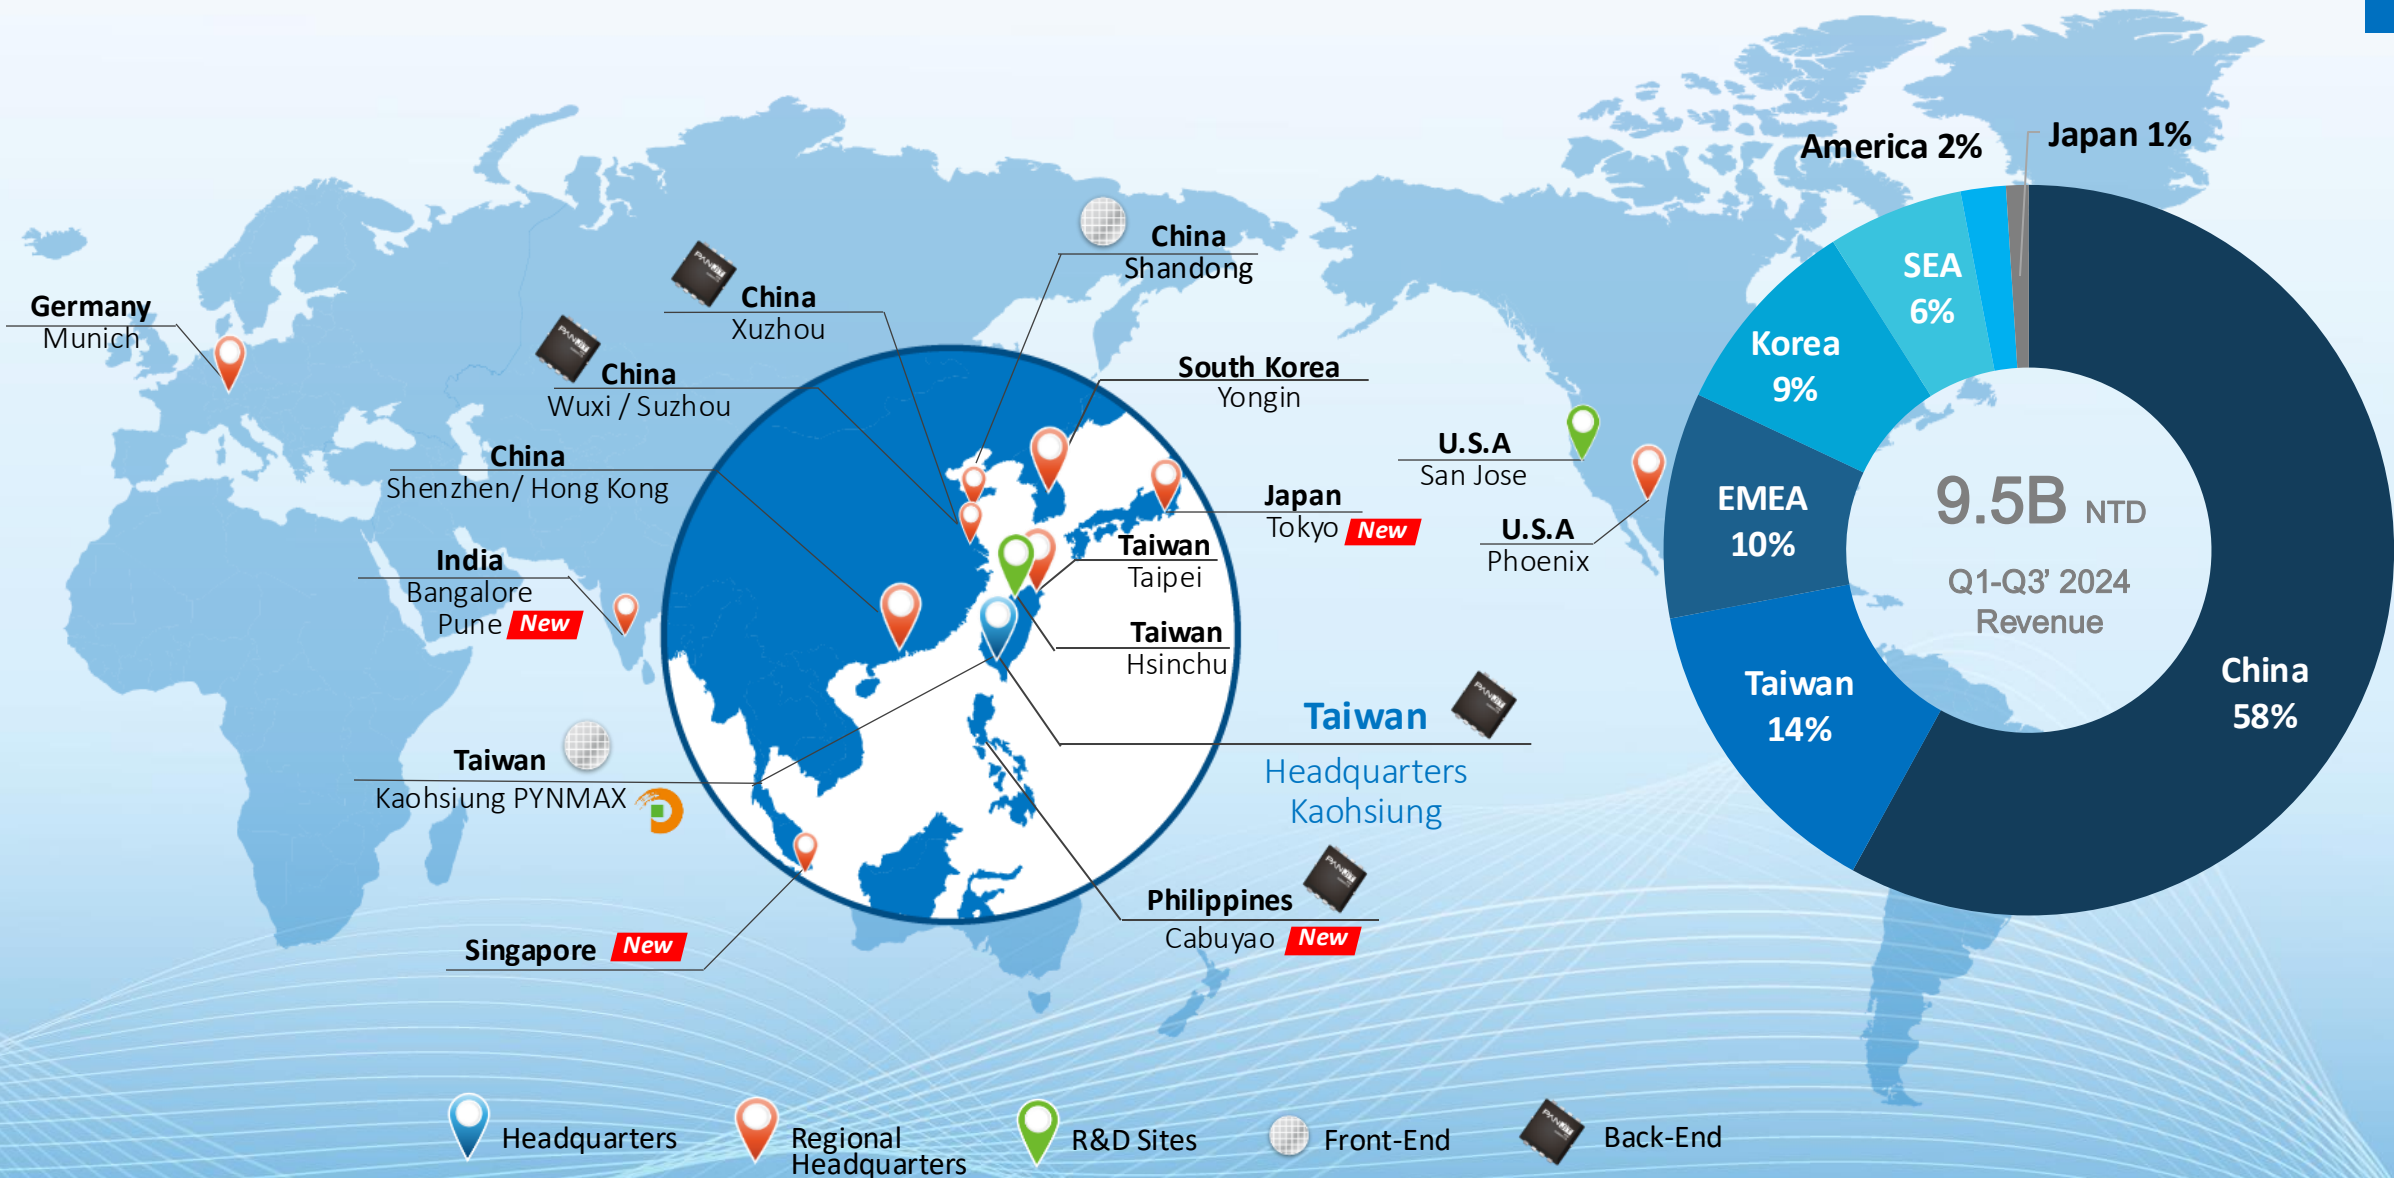 Germany
Munich
China
Xuzhou
China
Wuxi / Suzhou
China
Shenzhen/ Hong Kong
India
Bangalore
Pune New
Taiwan
Kaohsiung PYNMAX
Singapore New
China
Shandong
South Korea
Yongin
Japan
Tokyo New
Taiwan
Taipei
Taiwan
Hsinchu
Taiwan
Headquarters
Kaohsiung
Philippines
Cabuyao New
U.S.A
San Jose
U.S.A
Phoenix
America 2%
Japan 1%
SEA
6%
Korea
9%
EMEA
10%
Taiwan
14%
China
58%
9.5B NTD
Q1-Q3' 2024
Revenue
Headquarters
Regional
Headquarters
R&D Sites
Front-End
Back-End